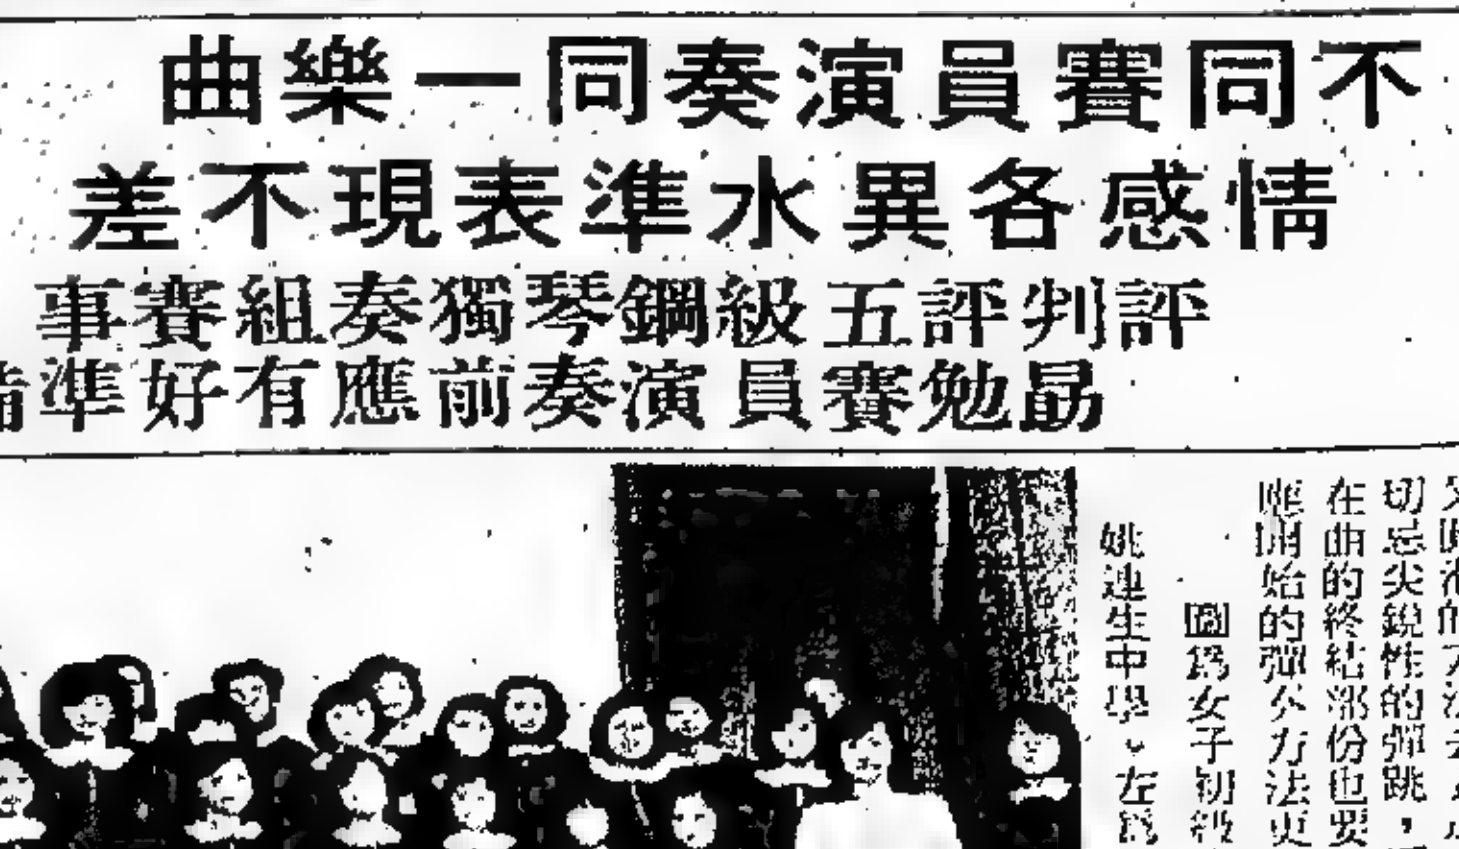 不同賽員演奏同一樂曲
情感各異水準表現不差
評判評五級鋼琴獨奏組賽事
勗勉賽員演奏前應有好準備
切忌尖銳性的彈跳，
在曲的終結部份也要
應開始的彈公方法更
圖為女子初級
姚連生中學。左為